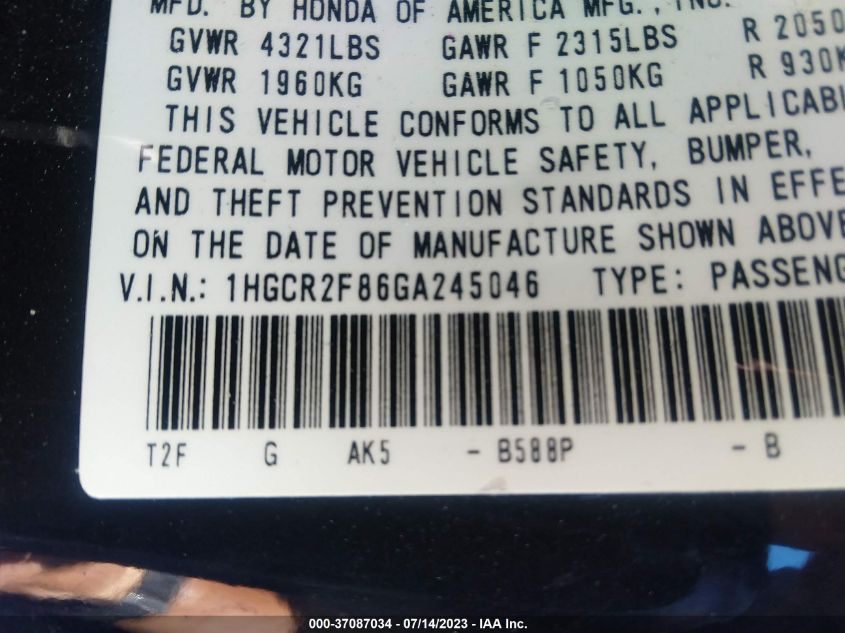 MFD. BY HONDA OF AMERICA MFG., INC.
GVWR 4321LBS GAWR F 2315LBS R 2050
GVWR 1960KG GAWR F 1050KG R 930K
THIS VEHICLE CONFORMS TO ALL APPLICABL
FEDERAL MOTOR VEHICLE SAFETY, BUMPER,
AND THEFT PREVENTION STANDARDS IN EFFE
ON THE DATE OF MANUFACTURE SHOWN ABOVE
V.I.N.: 1HGCR2F86GA245046 TYPE: PASSENG
T2F G AK5 - B588P - B
000-37087034 - 07/14/2023 - IAA Inc.